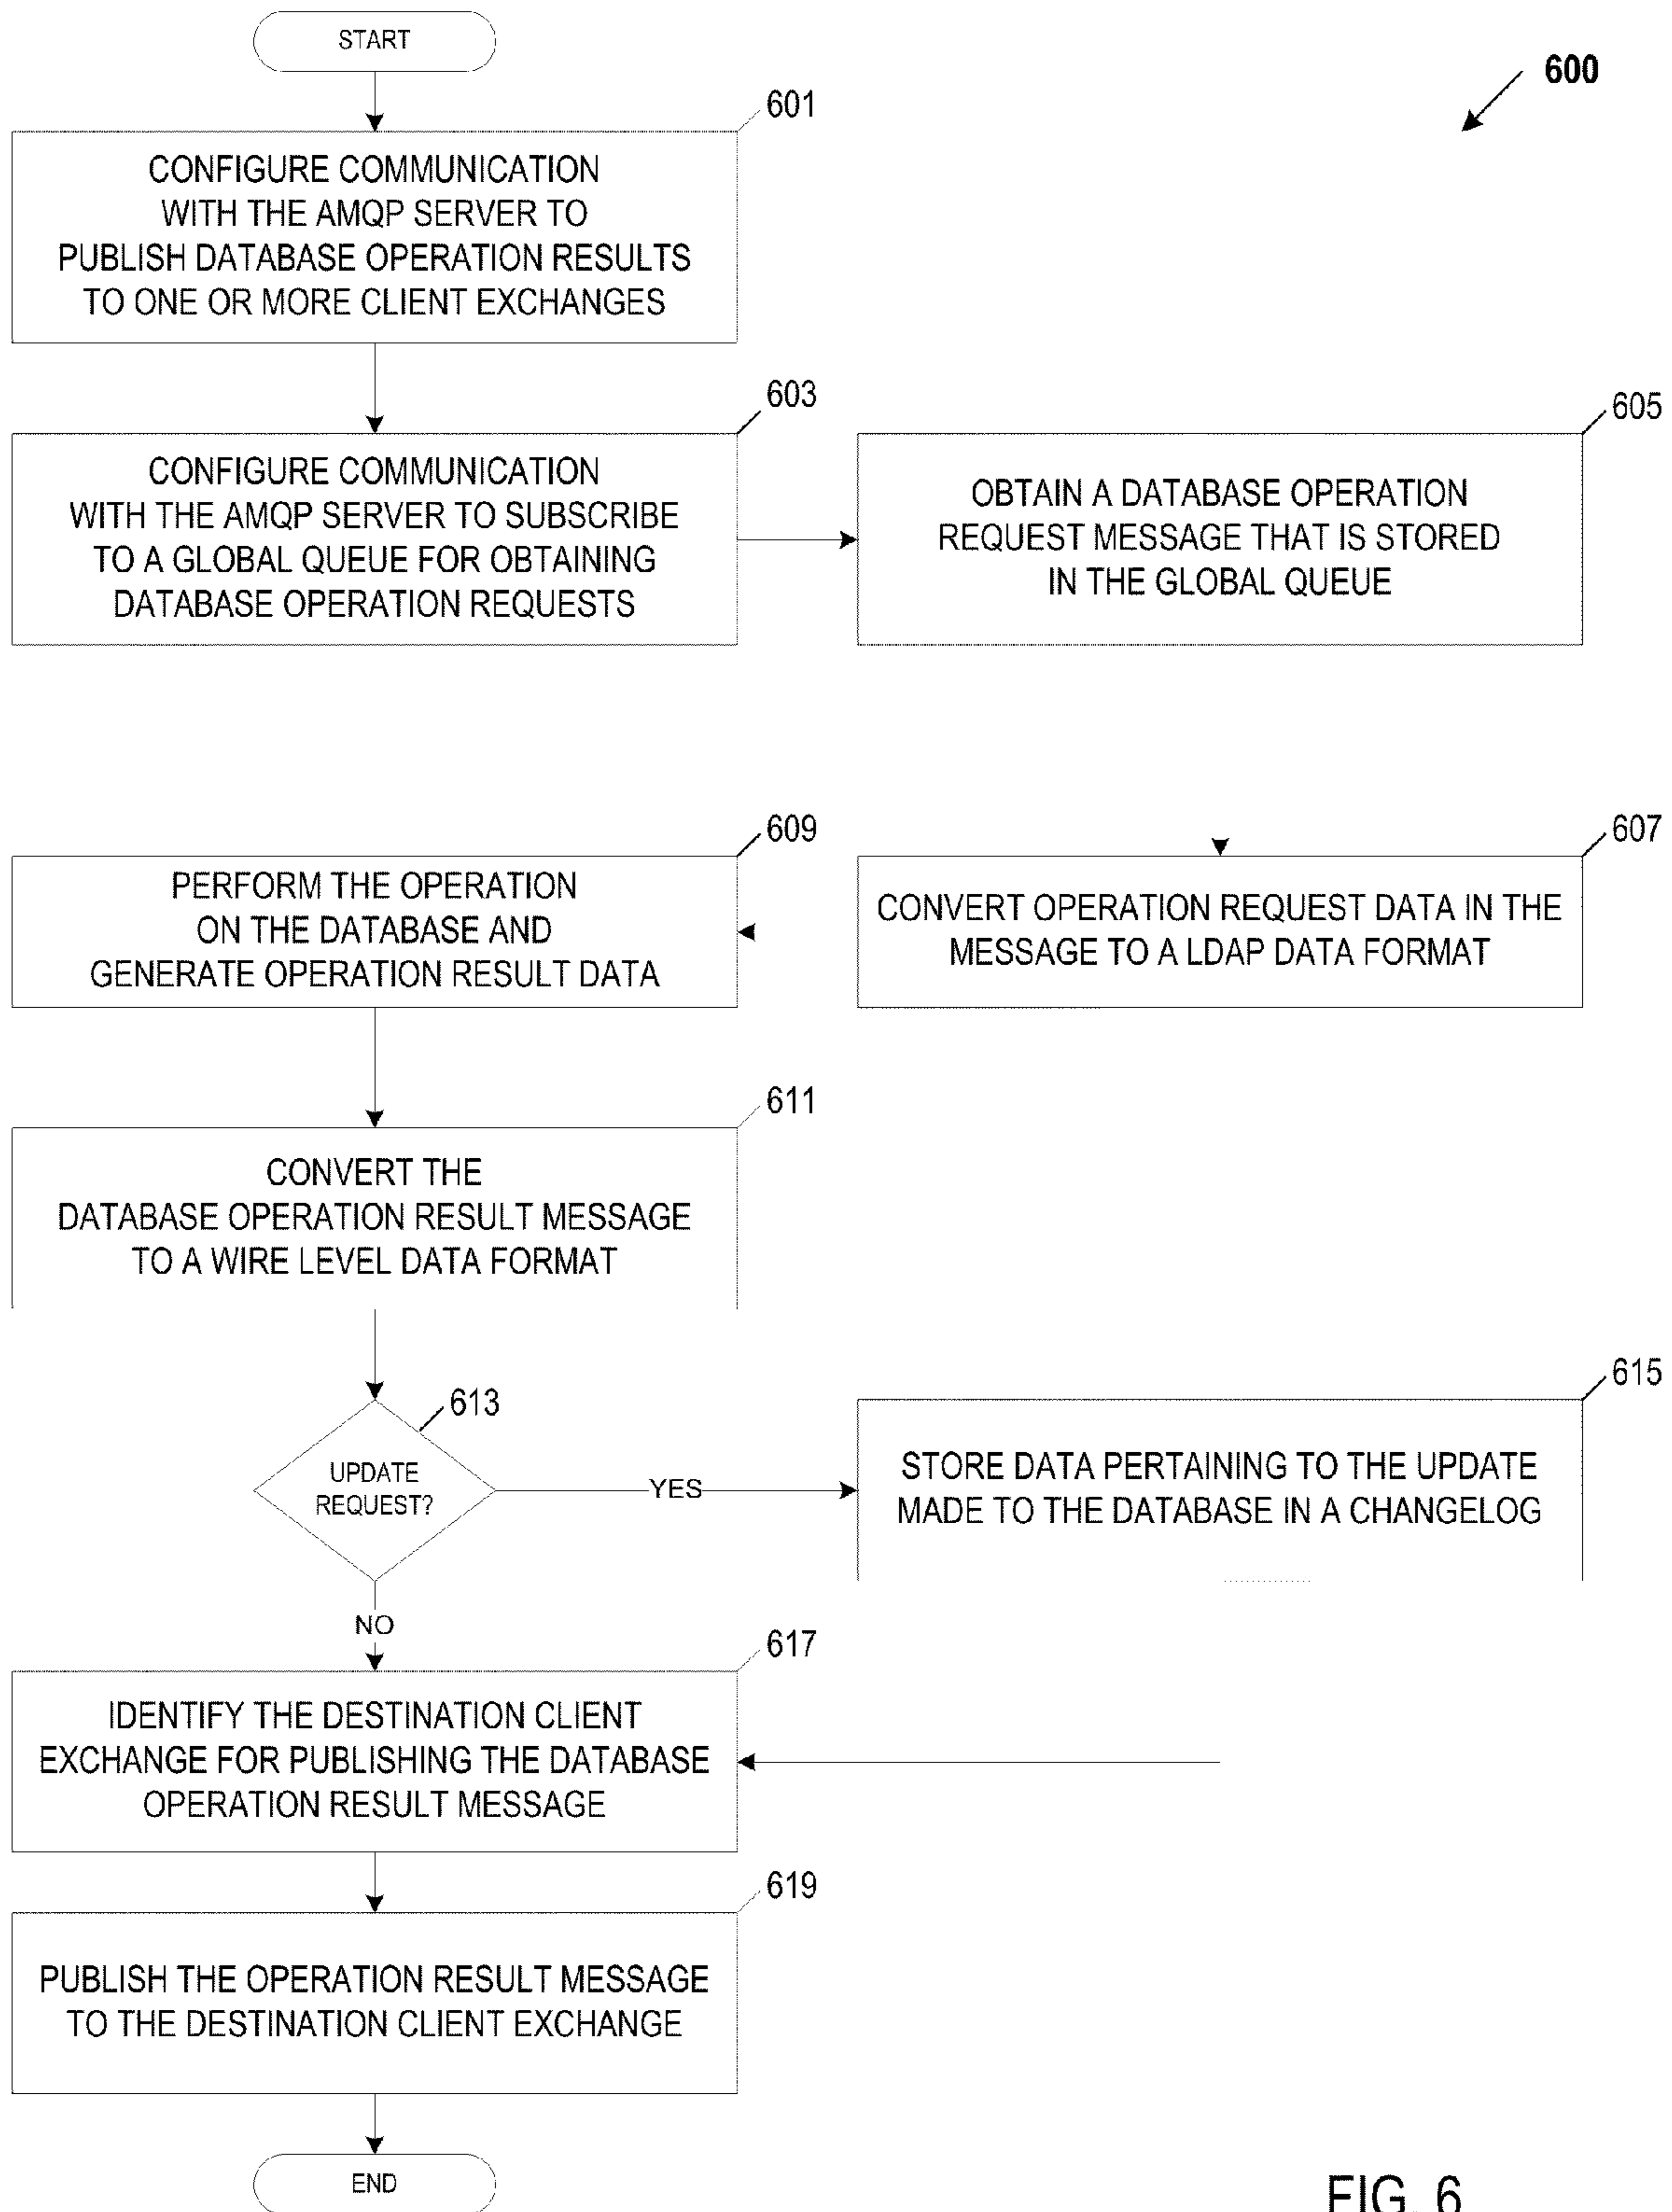 START
600
601
CONFIGURE COMMUNICATION
WITH THE AMQP SERVER TO
PUBLISH DATABASE OPERATION RESULTS
TO ONE OR MORE CLIENT EXCHANGES
603
CONFIGURE COMMUNICATION
WITH THE AMQP SERVER TO SUBSCRIBE
TO A GLOBAL QUEUE FOR OBTAINING
DATABASE OPERATION REQUESTS
605
OBTAIN A DATABASE OPERATION
REQUEST MESSAGE THAT IS STORED
IN THE GLOBAL QUEUE
607
CONVERT OPERATION REQUEST DATA IN THE
MESSAGE TO A LDAP DATA FORMAT
609
PERFORM THE OPERATION
ON THE DATABASE AND
GENERATE OPERATION RESULT DATA
611
CONVERT THE
DATABASE OPERATION RESULT MESSAGE
TO A WIRE LEVEL DATA FORMAT
613
UPDATE
REQUEST?
YES
615
STORE DATA PERTAINING TO THE UPDATE
MADE TO THE DATABASE IN A CHANGELOG
NO
617
IDENTIFY THE DESTINATION CLIENT
EXCHANGE FOR PUBLISHING THE DATABASE
OPERATION RESULT MESSAGE
619
PUBLISH THE OPERATION RESULT MESSAGE
TO THE DESTINATION CLIENT EXCHANGE
END
FIG. 6